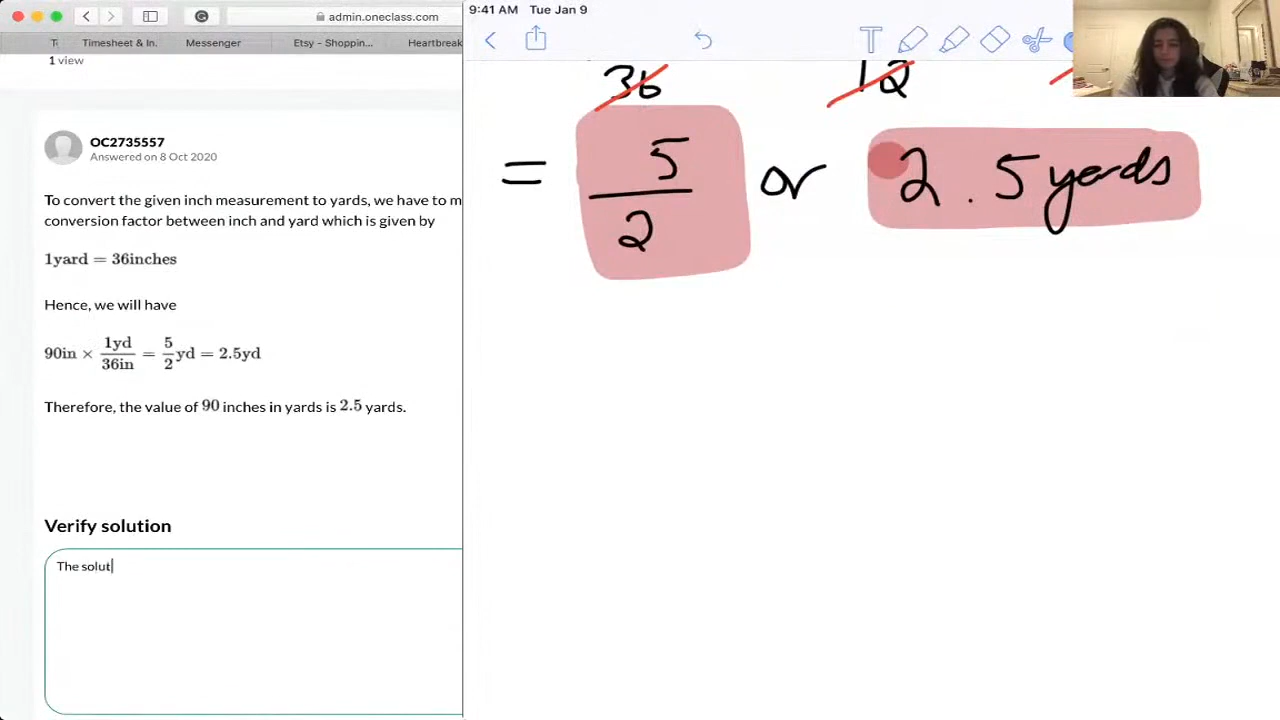 admin.oneclass.com
Timesheet & In.
Messenger
Etsy - Shoppin...
Heartbreak
1 view
OC2735557
Answered on 8 Oct 2020
To convert the given inch measurement to yards, we have to m
conversion factor between inch and yard which is given by
1yard = 36inches
Hence, we will have
90in × 1yd/36in = 5/2 yd = 2.5yd
Therefore, the value of 90 inches in yards is 2.5 yards.
Verify solution
The solut
9:41 AM Tue Jan 9
T
36 12
= 5/2 or 2.5 yards